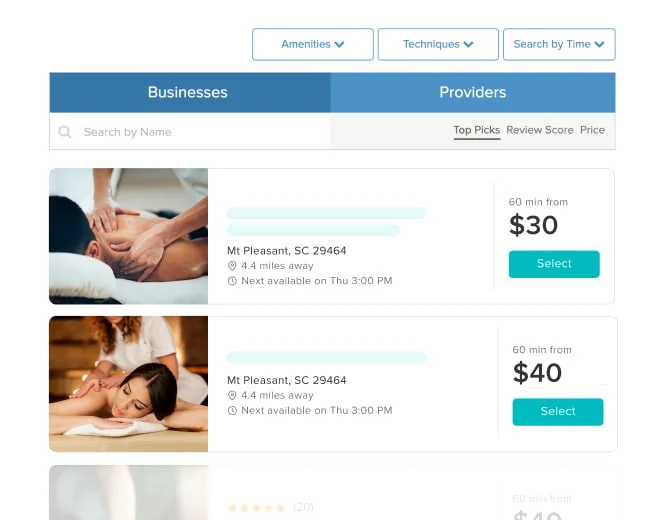 Amenities
Techniques
Search by Time
Businesses
Providers
Search by Name
Top Picks Review Score Price
60 min from
$30
Mt Pleasant, SC 29464
4.4 miles away
Next available on Thu 3:00 PM
Select
60 min from
$40
Mt Pleasant, SC 29464
4.4 miles away
Next available on Thu 3:00 PM
Select
60 min from
(20)
$40